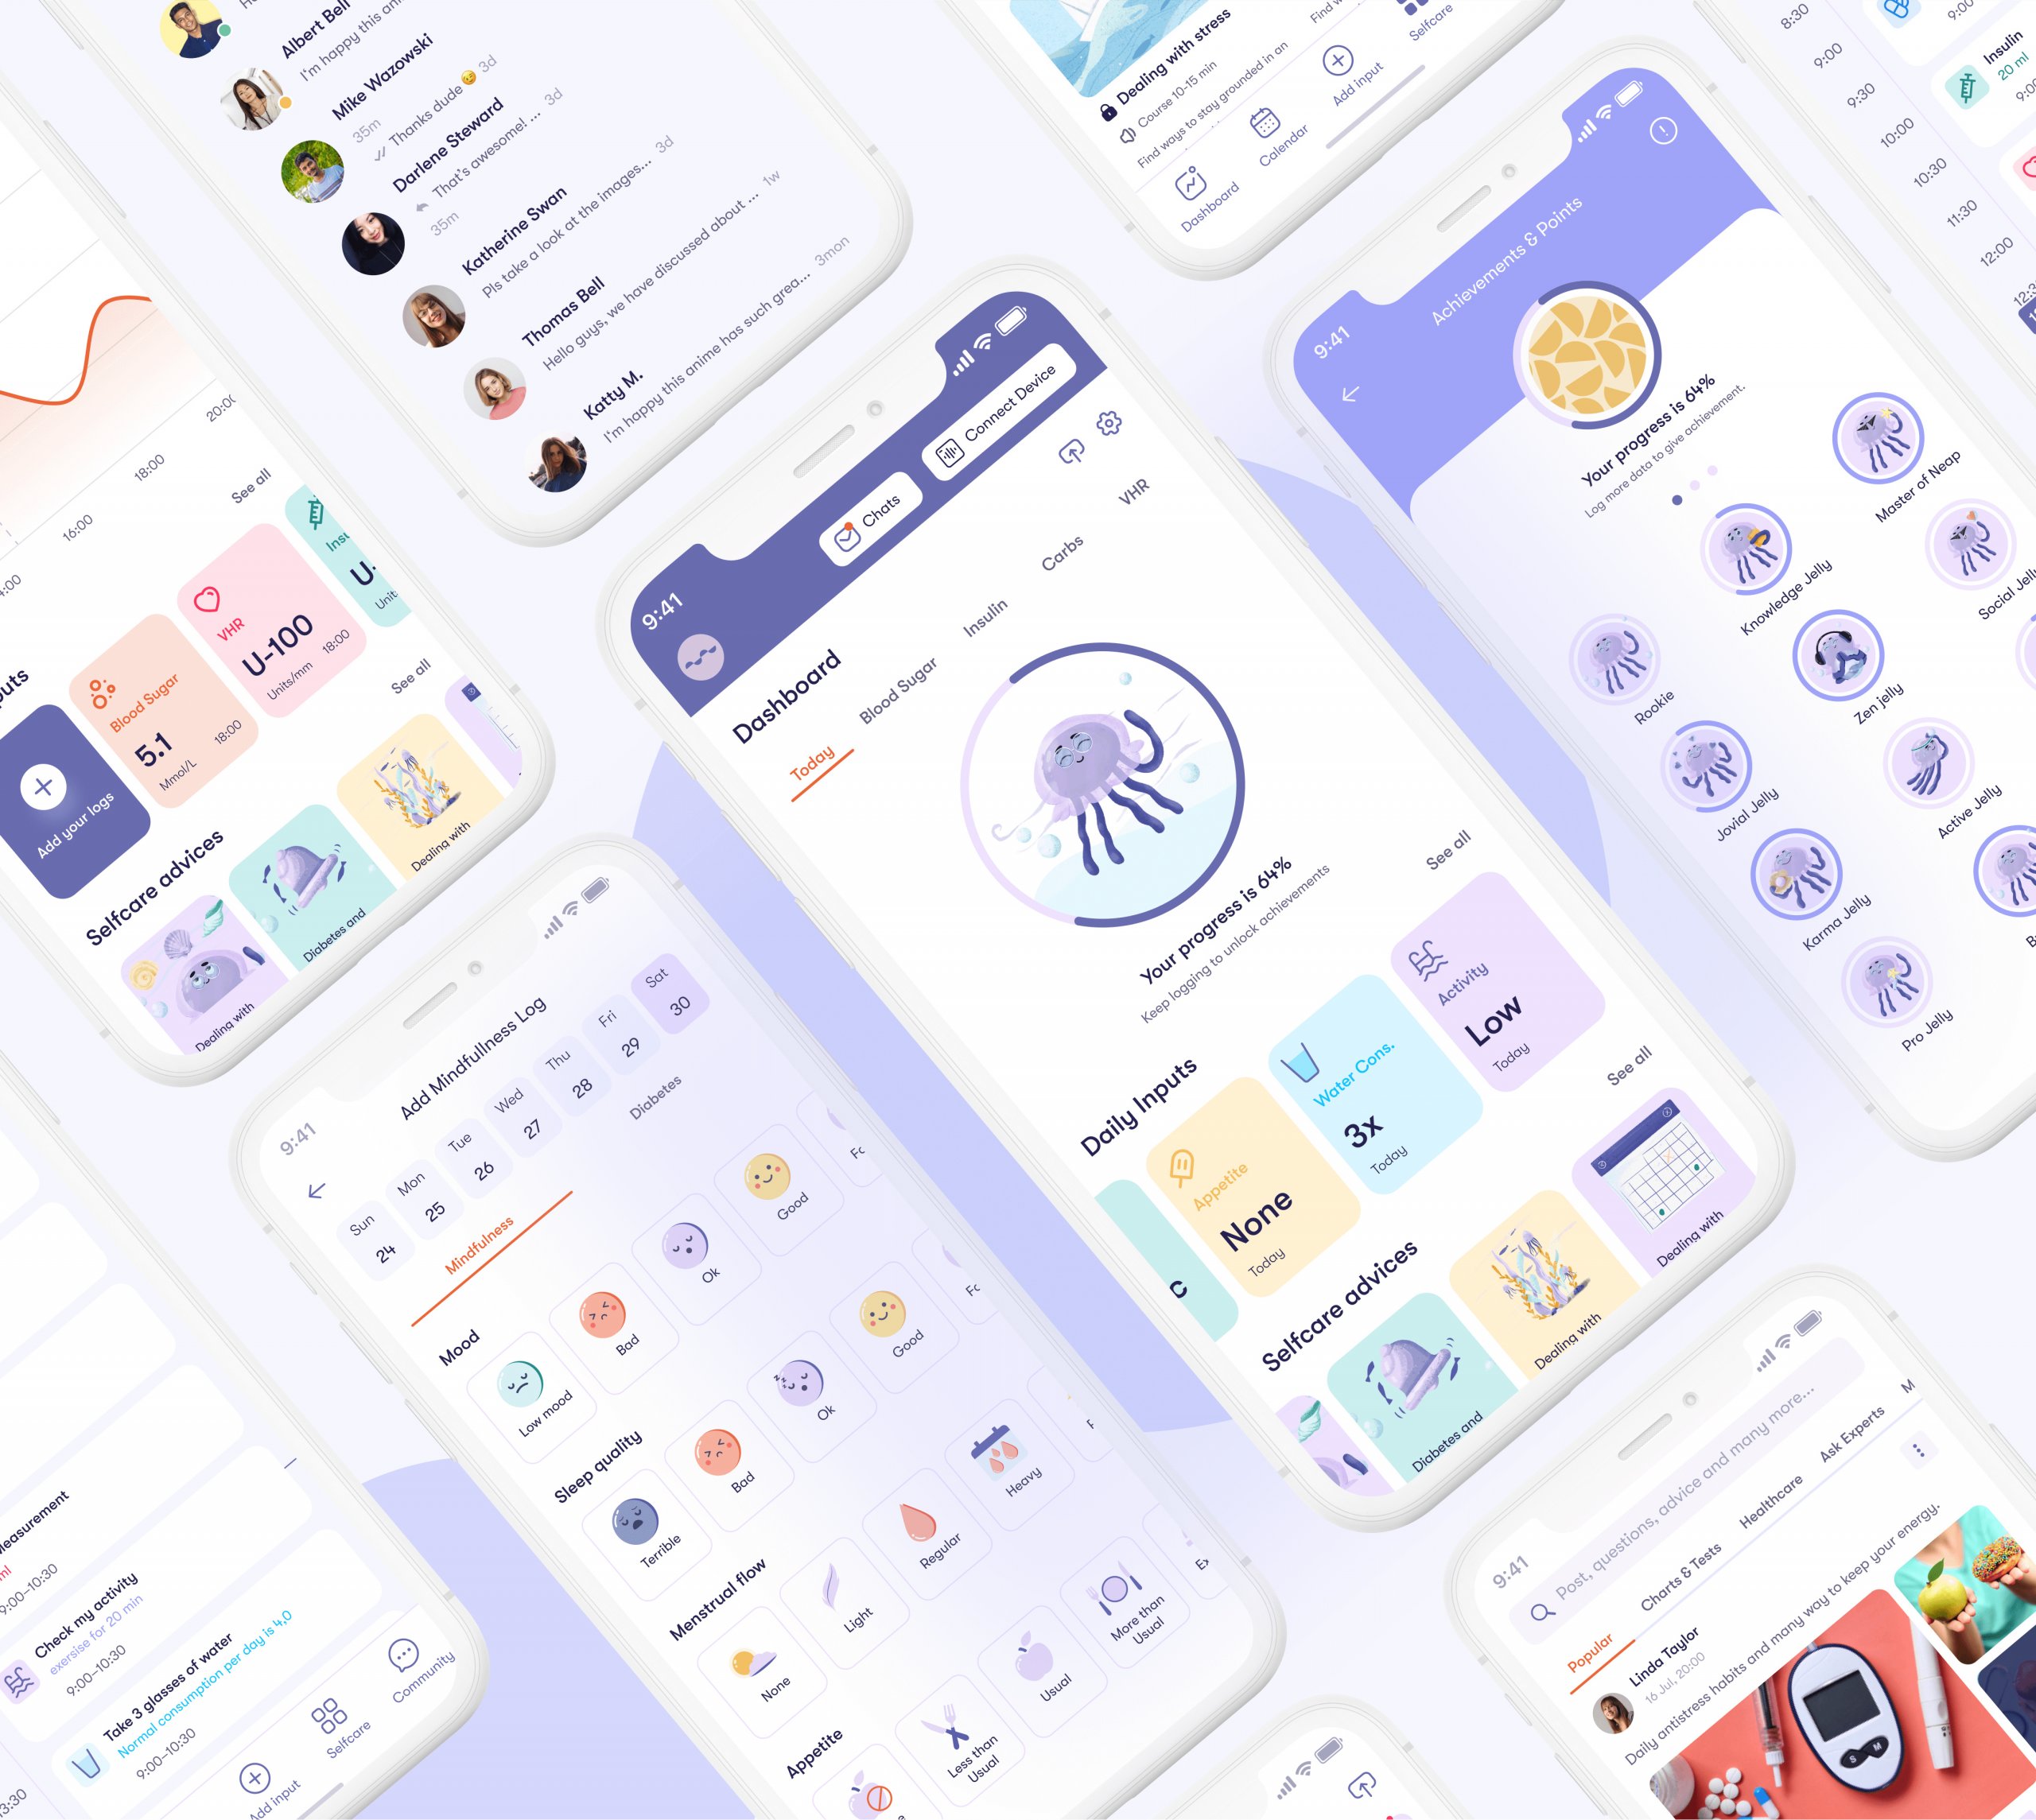 Albert Bell
I'm happy this an
Mike Wazowski
35m
Thanks dude 😉 3d
Darlene Steward
35m
That's awesome! ... 3d
Katherine Swan
Pls take a look at the images... 3d
Thomas Bell
Hello guys, we have discussed about ... 1w
Katty M.
I'm happy this anime has such grea... 3mon
Dealing with stress
Course 10-15 min
Find ways to stay grounded in an
Find w
Dashboard
Calendar
Add input
Selfcare
8:30
9:00
9:30
10:00
10:30
11:30
12:00
Insulin
20 ml
9:00
9:41
Achievements & Points
Your progress is 64%
Log more data to give achievement.
Master of Neap
Knowledge Jelly
Social Jelly
Rookie
Zen jelly
Jovial Jelly
Active Jelly
Karma Jelly
Pro Jelly
16:00
18:00
20:00
See all
Add your logs
Blood Sugar
5.1
Mmol/L
18:00
VHR
U-100
Units/mm
18:00
Insu
U-
Unit
Selfcare advices
See all
Dealing with
Diabetes and
Dealing with
9:41
Chats
Connect Device
Dashboard
Today
Blood Sugar
Insulin
Carbs
VHR
Your progress is 64%
Keep logging to unlock achievements
Daily Inputs
See all
Appetite
None
Today
Water Cons.
3x
Today
Activity
Low
Today
Selfcare advices
See all
Diabetes and
Dealing with
Dealing with
9:41
Add Mindfullness Log
Sun
24
Mon
25
Tue
26
Wed
27
Thu
28
Fri
29
Sat
30
Mindfulness
Diabetes
Mood
Low mood
Bad
Ok
Good
Sleep quality
Terrible
Bad
Ok
Good
Menstrual flow
None
Light
Regular
Heavy
Appetite
Less than
Usual
Usual
More than
Usual
Measurement
9:00–10:30
Check my activity
exersise for 20 min
9:00–10:30
Take 3 glasses of water
Normal consumption per day is 4,0
9:00–10:30
Add input
Selfcare
Community
9:41
Post, questions, advice and many more...
Popular
Charts & Tests
Healthcare
Ask Experts
M
Linda Taylor
16 Jul, 20:00
Daily antistress habits and many way to keep your energy.
S
M